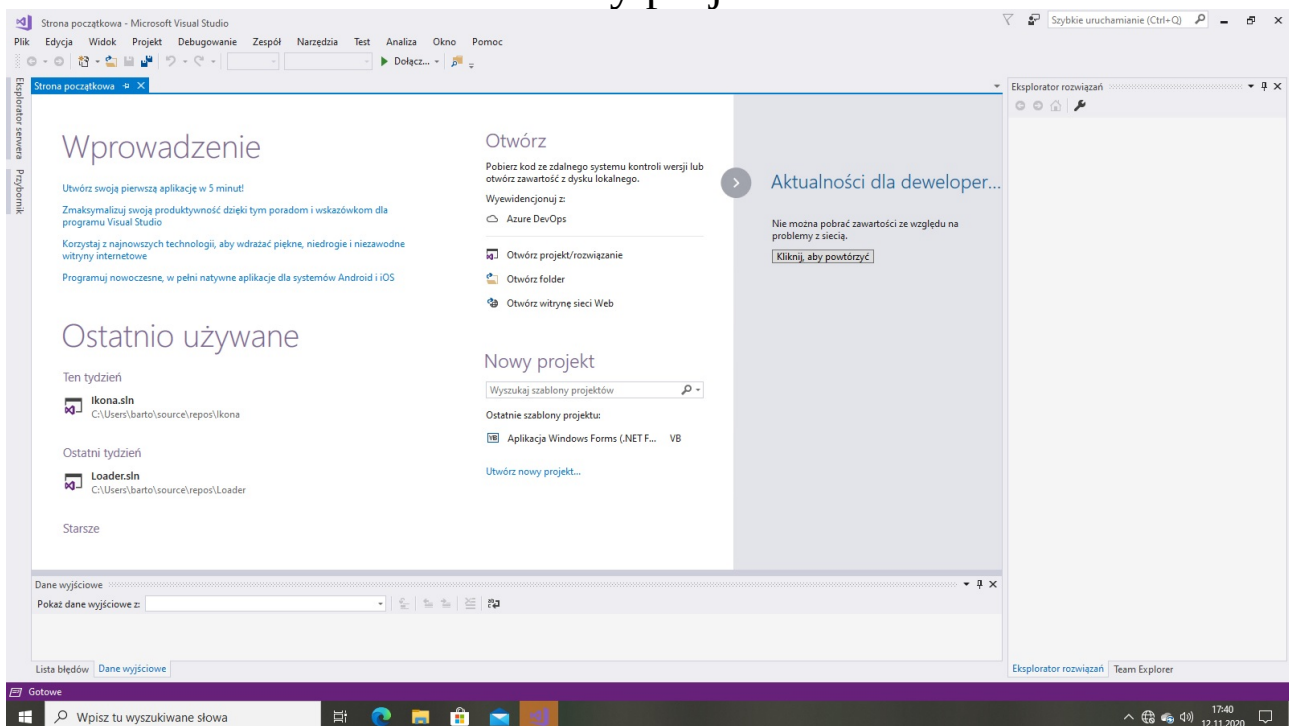 Strona początkowa - Microsoft Visual Studio
Szybkie uruchamianie (Ctrl+Q)
Plik Edycja Widok Projekt Debugowanie Zespół Narzędzia Test Analiza Okno Pomoc
Dołącz...
Eksplorator serwera
Przybornik
Strona początkowa
Wprowadzenie
Utwórz swoją pierwszą aplikację w 5 minut!
Zmaksymalizuj swoją produktywność dzięki tym poradom i wskazówkom dla
programu Visual Studio
Korzystaj z najnowszych technologii, aby wdrażać piękne, niedrogie i niezawodne
witryny internetowe
Programuj nowoczesne, w pełni natywne aplikacje dla systemów Android i iOS
Ostatnio używane
Ten tydzień
Ikona.sln
C:\Users\barto\source\repos\Ikona
Ostatni tydzień
Loader.sln
C:\Users\barto\source\repos\Loader
Starsze
Otwórz
Pobierz kod ze zdalnego systemu kontroli wersji lub
otwórz zawartość z dysku lokalnego.
Wyewidencjonuj z:
Azure DevOps
Otwórz projekt/rozwiązanie
Otwórz folder
Otwórz witrynę sieci Web
Nowy projekt
Wyszukaj szablony projektów
Ostatnie szablony projektu:
Aplikacja Windows Forms (.NET F... VB
Utwórz nowy projekt...
Aktualności dla deweloper...
Nie można pobrać zawartości ze względu na
problemy z siecią.
Kliknij, aby powtórzyć
Eksplorator rozwiązań
Dane wyjściowe
Pokaż dane wyjściowe z:
Lista błędów Dane wyjściowe
Eksplorator rozwiązań Team Explorer
Gotowe
Wpisz tu wyszukiwane słowa
17:40
12.11.2020